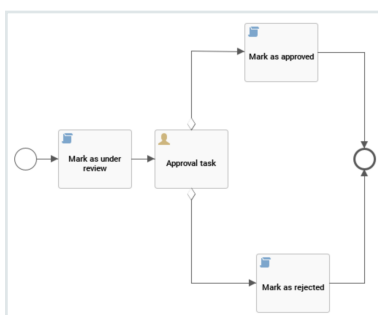 Mark as approved
Mark as under
review
Approval task
Mark as rejected